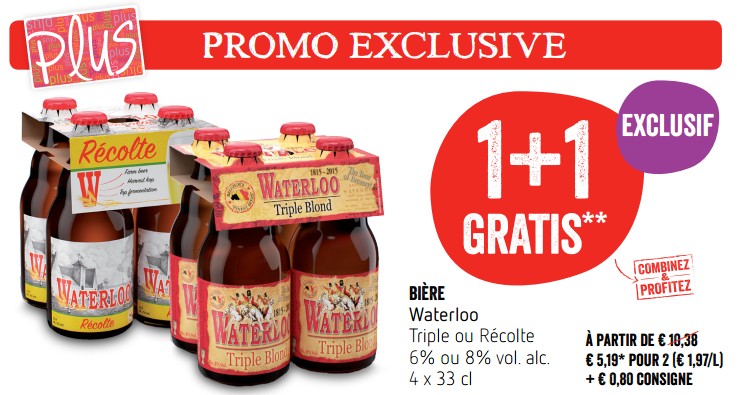 plus
PROMO EXCLUSIVE
1+1
GRATIS**
EXCLUSIF
COMBINEZ
& PROFITEZ
Récolte
W
Farm beer
Harvest hop
Top fermentation
1815-2015
WATERLOO
Triple Blond
WATERLOO
Récolte
WATERLOO
Triple Blond
WATERLOO
Triple Blond
BIÈRE
Waterloo
Triple ou Récolte
6% ou 8% vol. alc.
4 x 33 cl
À PARTIR DE € 10,38
€ 5,19* POUR 2 (€ 1,97/L)
+ € 0,80 CONSIGNE